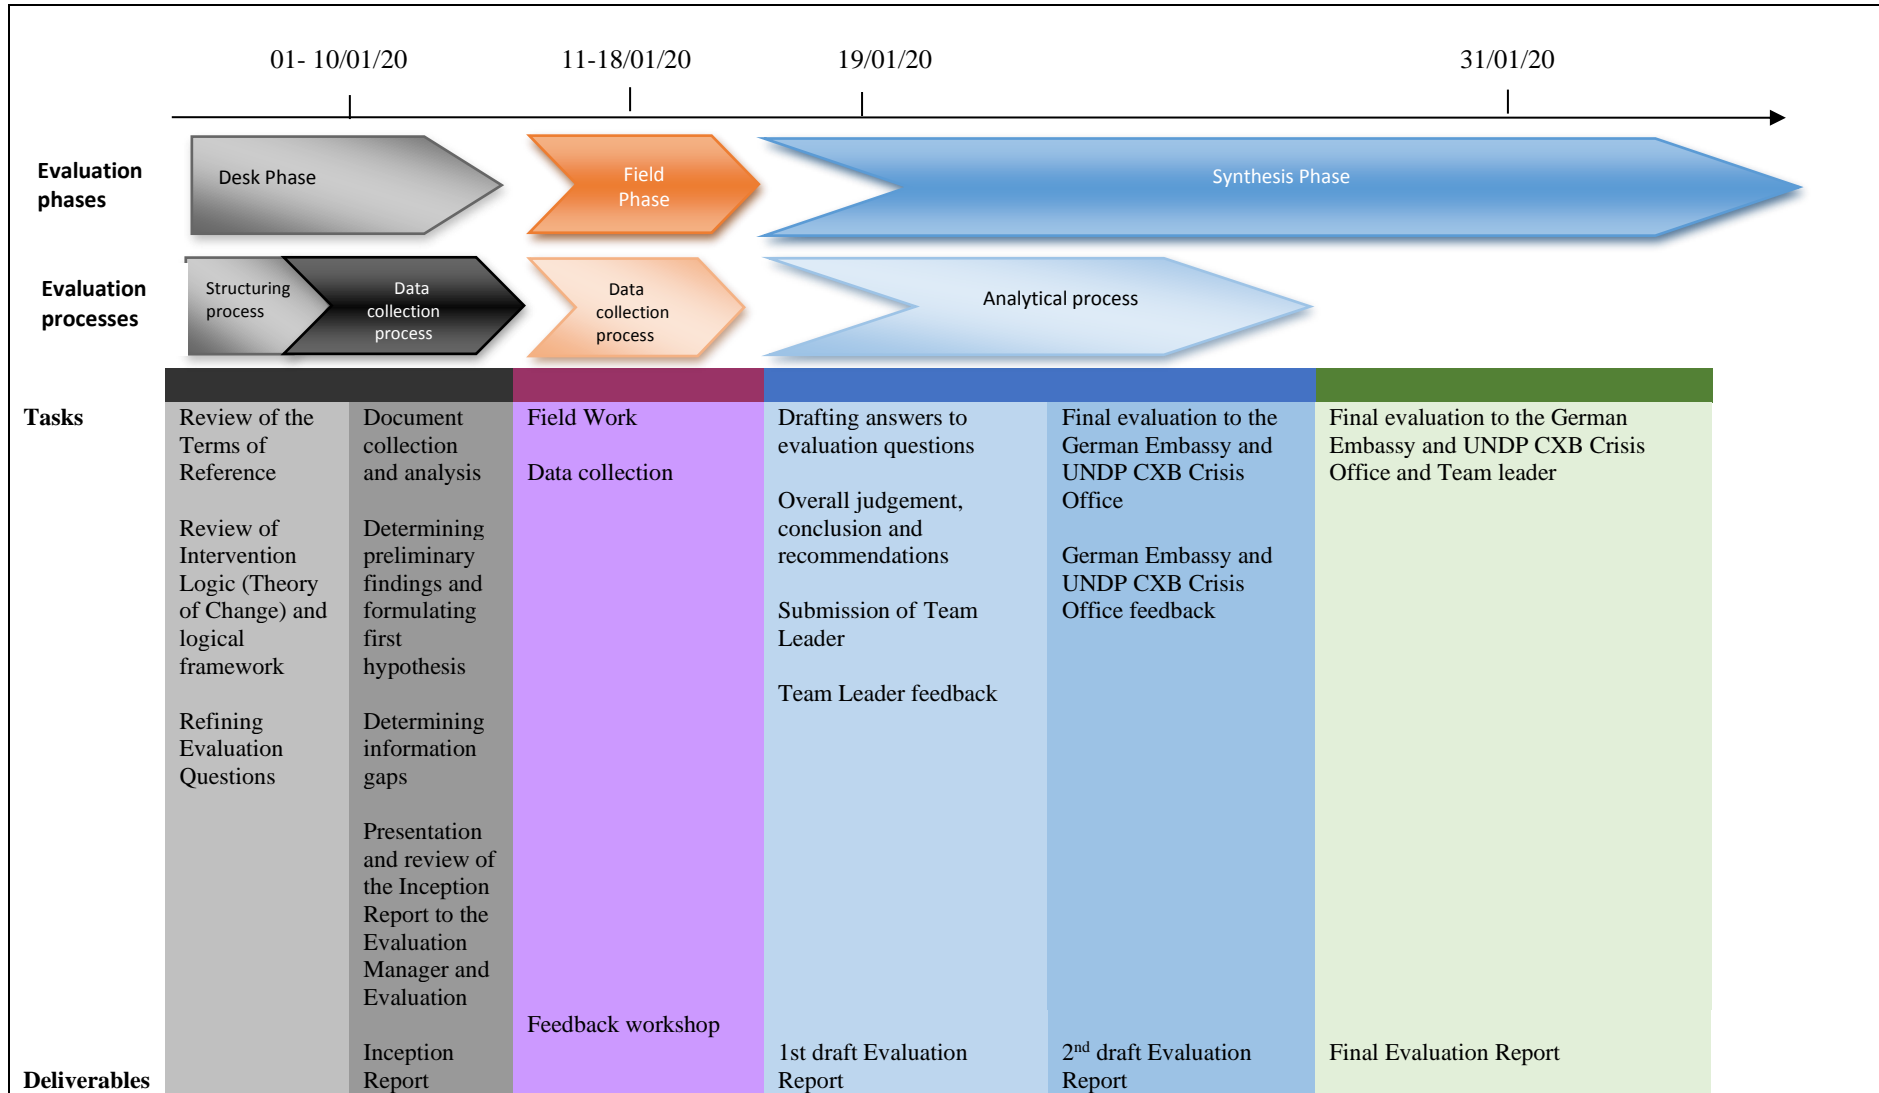 01- 10/01/20
11-18/01/20
19/01/20
31/01/20
Evaluation
phases
Desk Phase
Field
Phase
Synthesis Phase
Evaluation
processes
Structuring
process
Data
collection
process
Data
collection
process
Analytical process
Tasks
Review of the
Terms of
Reference
Review of
Intervention
Logic (Theory
of Change) and
logical
framework
Refining
Evaluation
Questions
Document
collection
and analysis
Determining
preliminary
findings and
formulating
first
hypothesis
Determining
information
gaps
Presentation
and review of
the Inception
Report to the
Evaluation
Manager and
Evaluation
Field Work
Data collection
Drafting answers to
evaluation questions
Overall judgement,
conclusion and
recommendations
Submission of Team
Leader
Team Leader feedback
Final evaluation to the
German Embassy and
UNDP CXB Crisis
Office
German Embassy and
UNDP CXB Crisis
Office feedback
Final evaluation to the German
Embassy and UNDP CXB Crisis
Office and Team leader
Deliverables
Inception
Report
Feedback workshop
1st draft Evaluation
Report
2nd draft Evaluation
Report
Final Evaluation Report